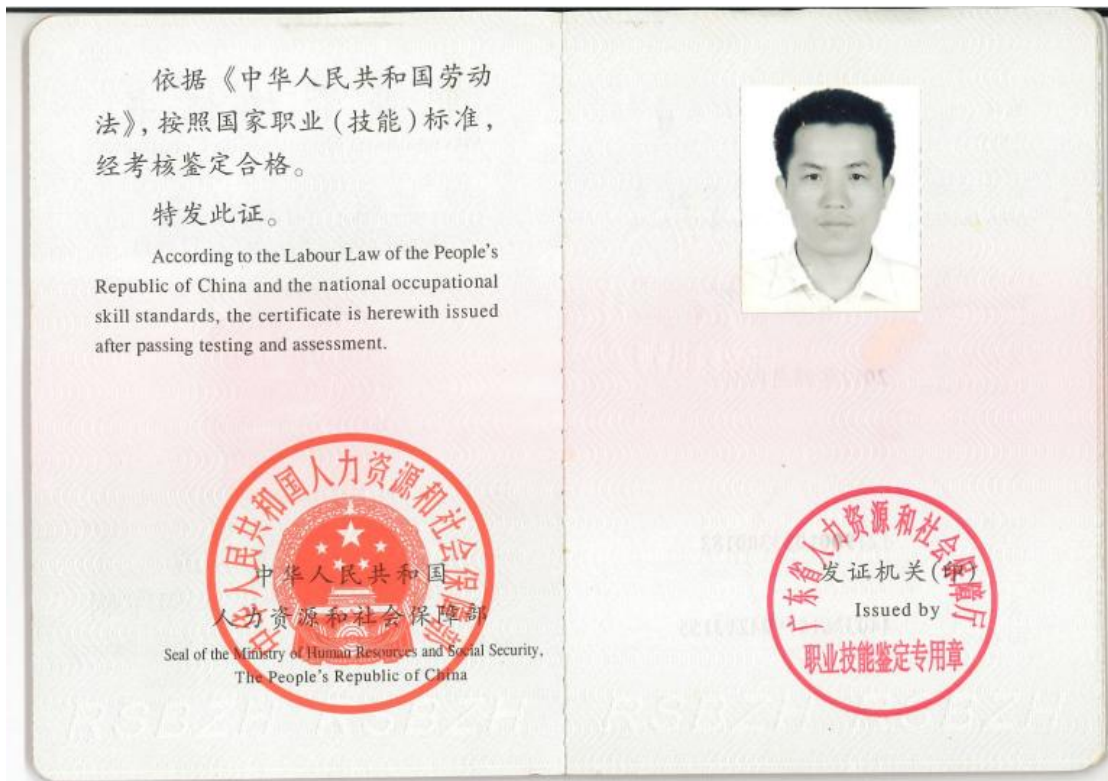 依据《中华人民共和国劳动
法》，按照国家职业（技能）标准，
经考核鉴定合格。
特发此证。
According to the Labour Law of the People's
Republic of China and the national occupational
skill standards, the certificate is herewith issued
after passing testing and assessment.
中华人民共和国人力资源和社会保障部
中华人民共和国
人力资源和社会保障部
Seal of the Ministry of Human Resources and Social Security,
The People's Republic of China
广东省人力资源和社会保障厅
发证机关(印)
Issued by
职业技能鉴定专用章
RSBZH RSBZH RSBZH RSBZH